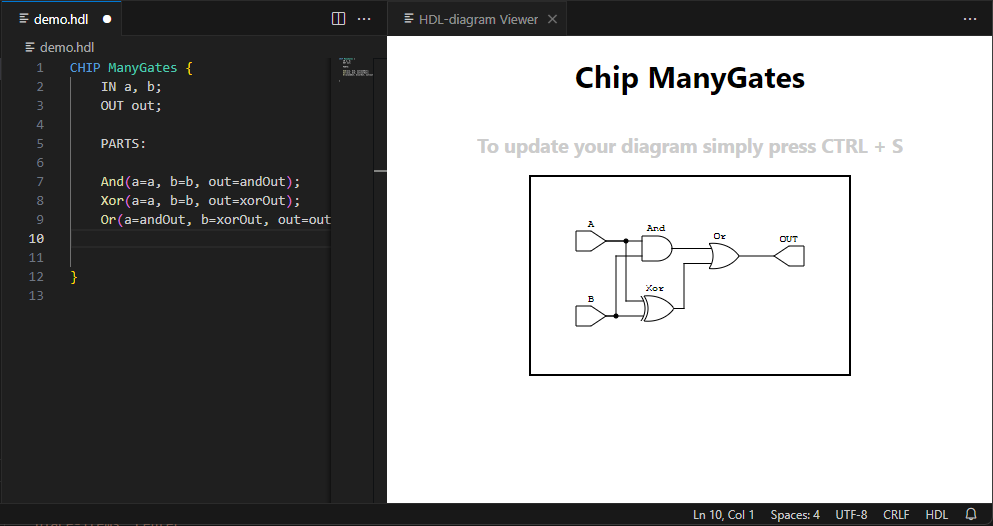 demo.hdl
HDL-diagram Viewer
demo.hdl
1 CHIP ManyGates {
2 IN a, b;
3 OUT out;
4
5 PARTS:
6
7 And(a=a, b=b, out=andOut);
8 Xor(a=a, b=b, out=xorOut);
9 Or(a=andOut, b=xorOut, out=out
10
11
12 }
13
Chip ManyGates
To update your diagram simply press CTRL + S
A
And
Or
OUT
B
Xor
Ln 10, Col 1 Spaces: 4 UTF-8 CRLF HDL